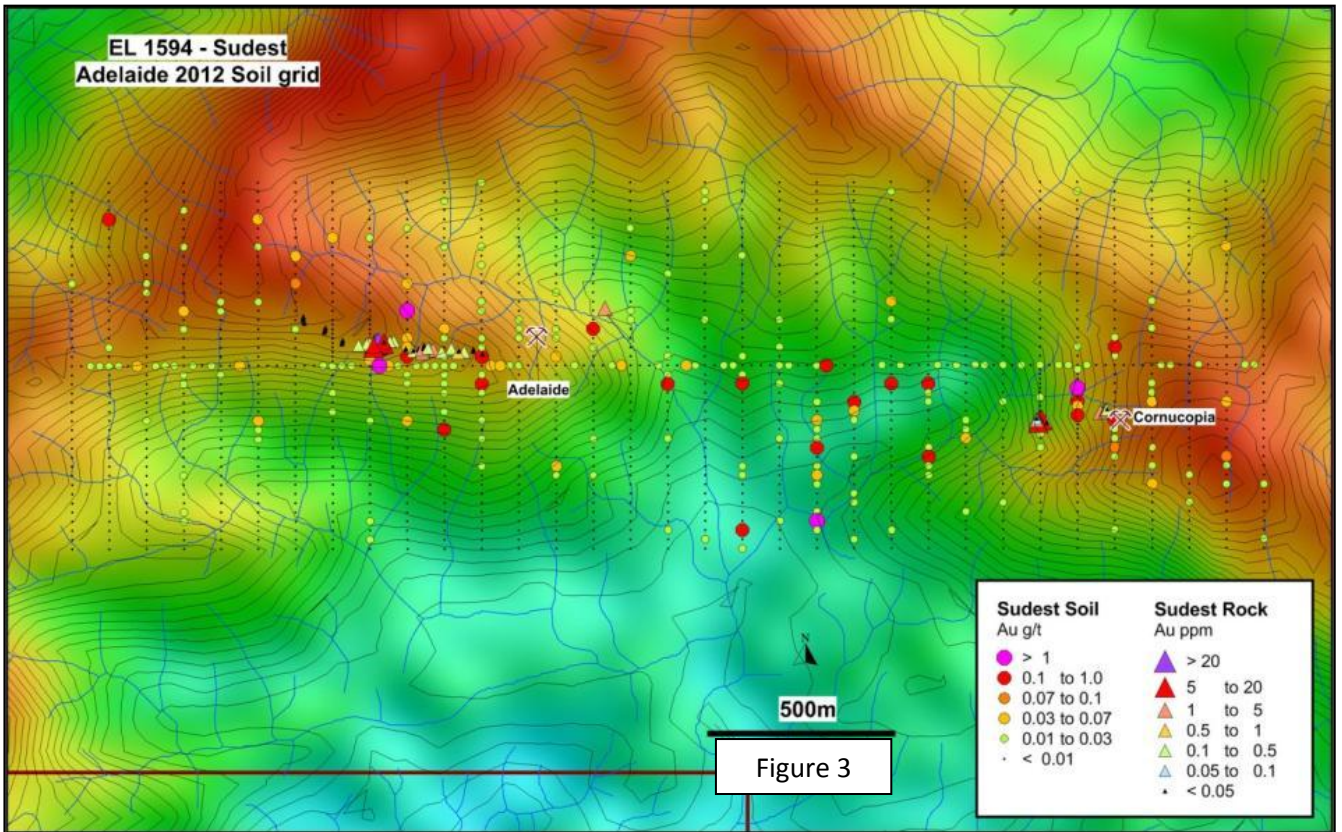 EL 1594 - Sudest
Adelaide 2012 Soil grid
Adelaide
Cornucopia
N
500m
Figure 3
Sudest Soil
Au g/t
> 1
0.1 to 1.0
0.07 to 0.1
0.03 to 0.07
0.01 to 0.03
< 0.01
Sudest Rock
Au ppm
> 20
5 to 20
1 to 5
0.5 to 1
0.1 to 0.5
0.05 to 0.1
< 0.05